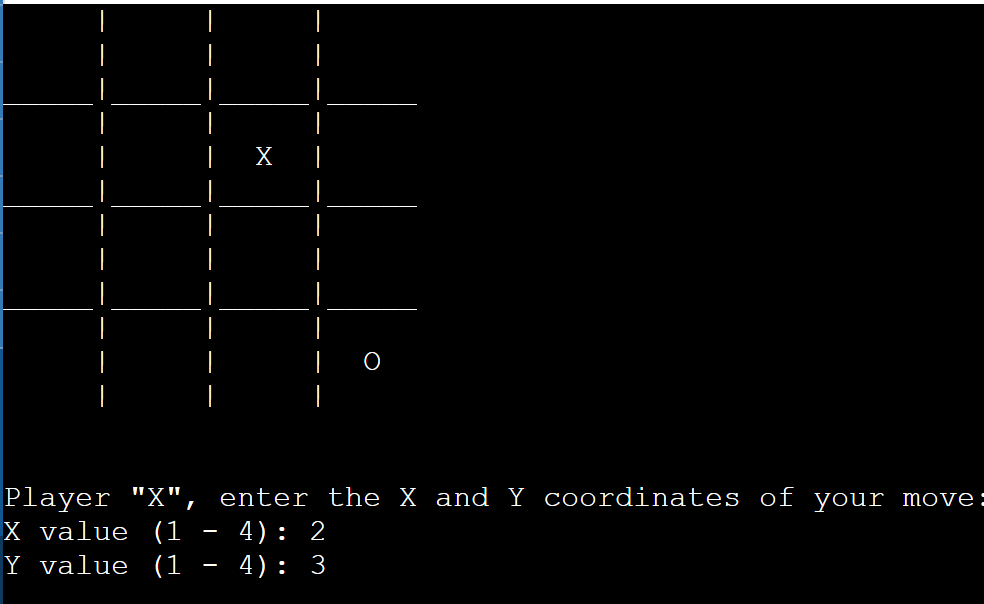 X
O
Player "X", enter the X and Y coordinates of your move:
X value (1 - 4): 2
Y value (1 - 4): 3